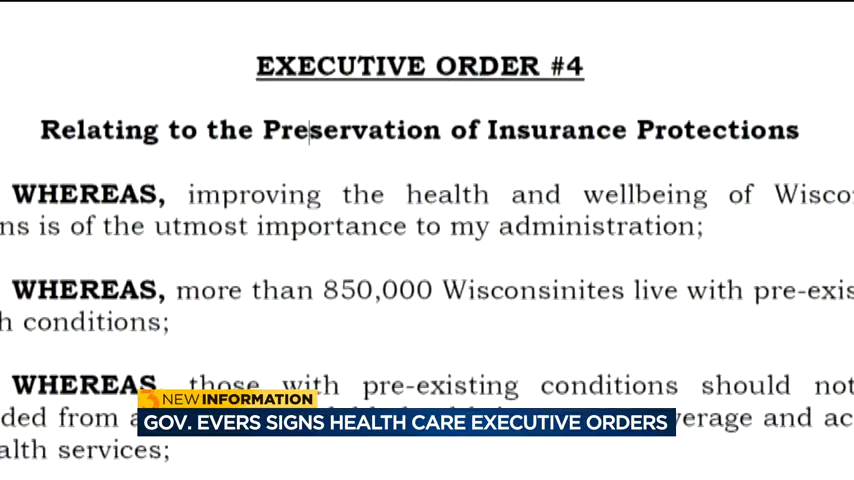 EXECUTIVE ORDER #4
Relating to the Preservation of Insurance Protections
WHEREAS, improving the health and wellbeing of Wisco
ns is of the utmost importance to my administration;
WHEREAS, more than 850,000 Wisconsinites live with pre-exis
h conditions;
WHEREAS, those with pre-existing conditions should not
ded from a verage and ac
alth services;
NEW INFORMATION
GOV. EVERS SIGNS HEALTH CARE EXECUTIVE ORDERS